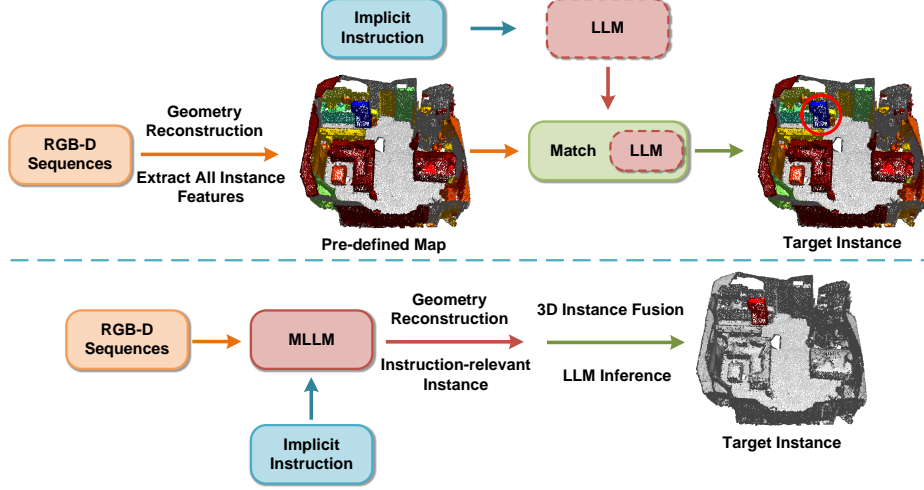 Implicit
Instruction
LLM
RGB-D
Sequences
Geometry
Reconstruction
Extract All Instance
Features
Pre-defined Map
Match
LLM
Target Instance
RGB-D
Sequences
MLLM
Geometry
Reconstruction
Instruction-relevant
Instance
3D Instance Fusion
LLM Inference
Target Instance
Implicit
Instruction